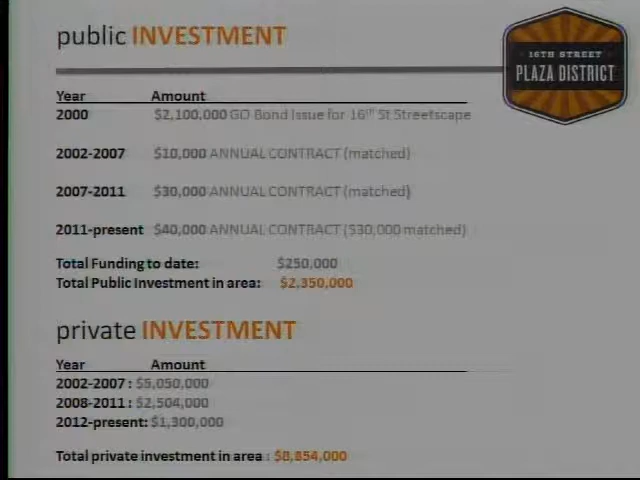 public INVESTMENT
16TH STREET
PLAZA DISTRICT
Year Amount
2000 $2,100,000 GO Bond Issue for 16th St Streetscape
2002-2007 $10,000 ANNUAL CONTRACT (matched)
2007-2011 $30,000 ANNUAL CONTRACT (matched)
2011-present $40,000 ANNUAL CONTRACT ($30,000 matched)
Total Funding to date: $250,000
Total Public Investment in area: $2,350,000
private INVESTMENT
Year Amount
2002-2007 : $5,050,000
2008-2011 : $2,504,000
2012-present: $1,300,000
Total private investment in area : $8,854,000